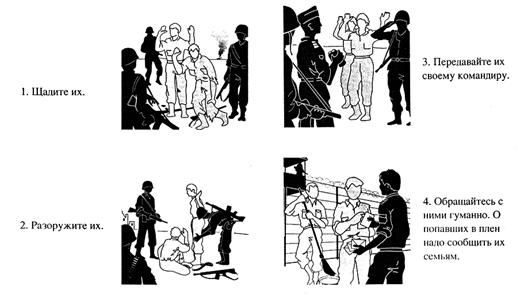 1. Щадите их.
2. Разоружите их.
3. Передавайте их
своему командиру.
4. Обращайтесь с
ними гуманно. О
попавших в плен
надо сообщить их
семьям.